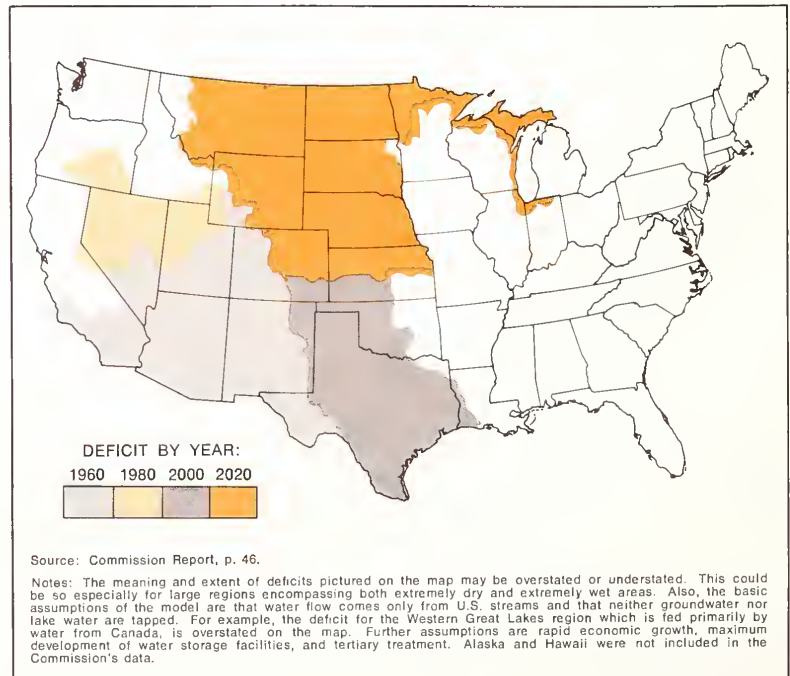 DEFICIT BY YEAR:
1960 1980 2000 2020
Source: Commission Report, p. 46.
Notes: The meaning and extent of deficits pictured on the map may be overstated or understated. This could
be so especially for large regions encompassing both extremely dry and extremely wet areas. Also, the basic
assumptions of the model are that water flow comes only from U.S. streams and that neither groundwater nor
lake water are tapped. For example, the deficit for the Western Great Lakes region which is fed primarily by
water from Canada, is overstated on the map. Further assumptions are rapid economic growth, maximum
development of water storage facilities, and tertiary treatment. Alaska and Hawaii were not included in the
Commission's data.